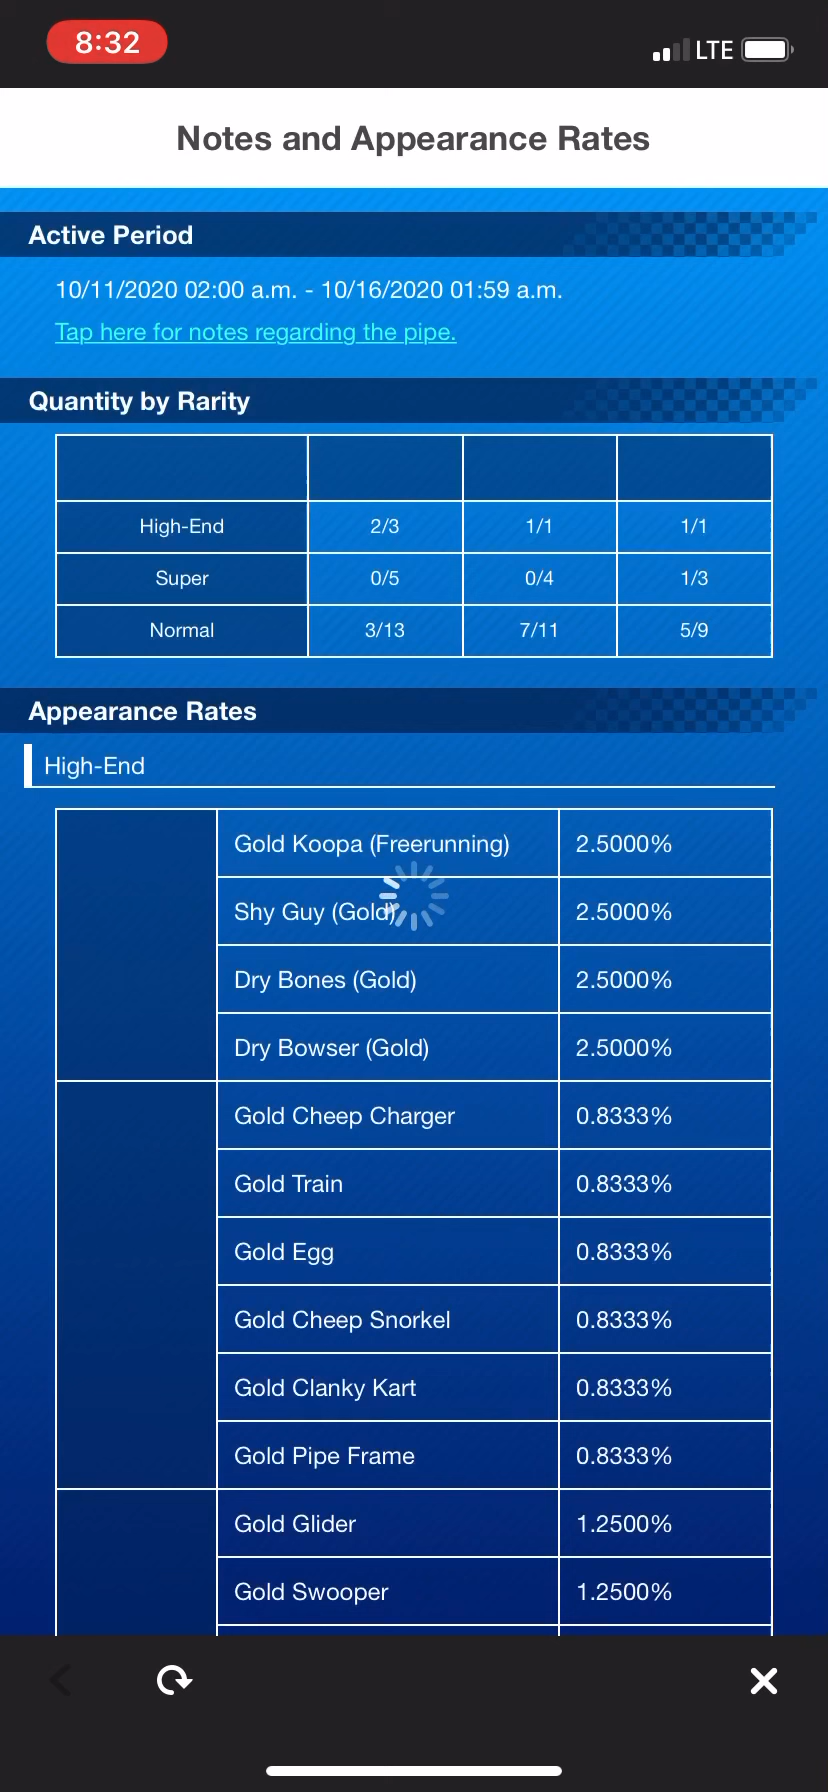 8:32
LTE
Notes and Appearance Rates
Active Period
10/11/2020 02:00 a.m. - 10/16/2020 01:59 a.m.
Tap here for notes regarding the pipe.
Quantity by Rarity
High-End 2/3 1/1 1/1
Super 0/5 0/4 1/3
Normal 3/13 7/11 5/9
Appearance Rates
High-End
Gold Koopa (Freerunning) 2.5000%
Shy Guy (Gold) 2.5000%
Dry Bones (Gold) 2.5000%
Dry Bowser (Gold) 2.5000%
Gold Cheep Charger 0.8333%
Gold Train 0.8333%
Gold Egg 0.8333%
Gold Cheep Snorkel 0.8333%
Gold Clanky Kart 0.8333%
Gold Pipe Frame 0.8333%
Gold Glider 1.2500%
Gold Swooper 1.2500%